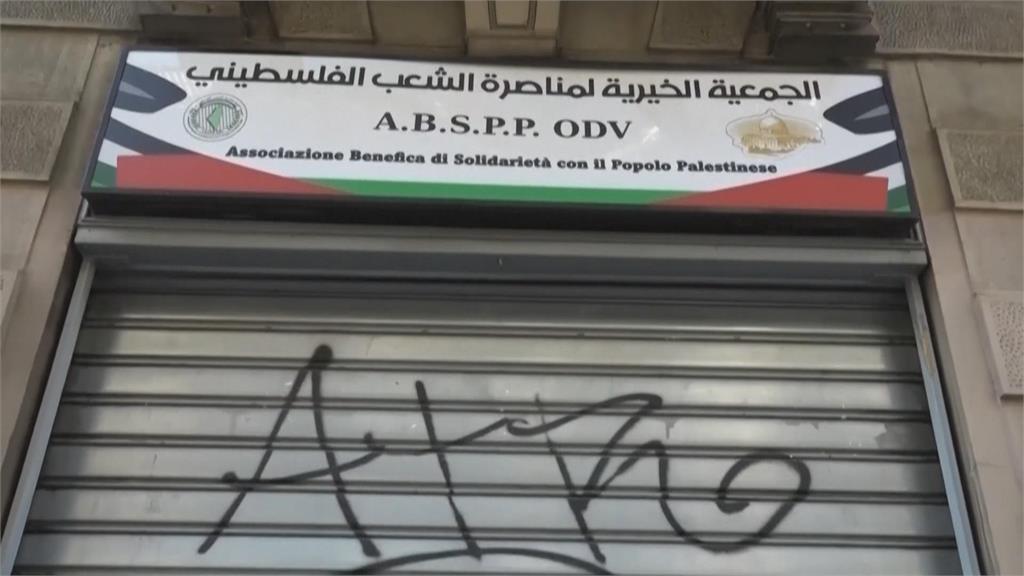 الجمعية الخيرية لمناصرة الشعب الفلسطيني
A.B.S.P.P. ODV
Associazione Benefica di Solidarietà con il Popolo Palestinese